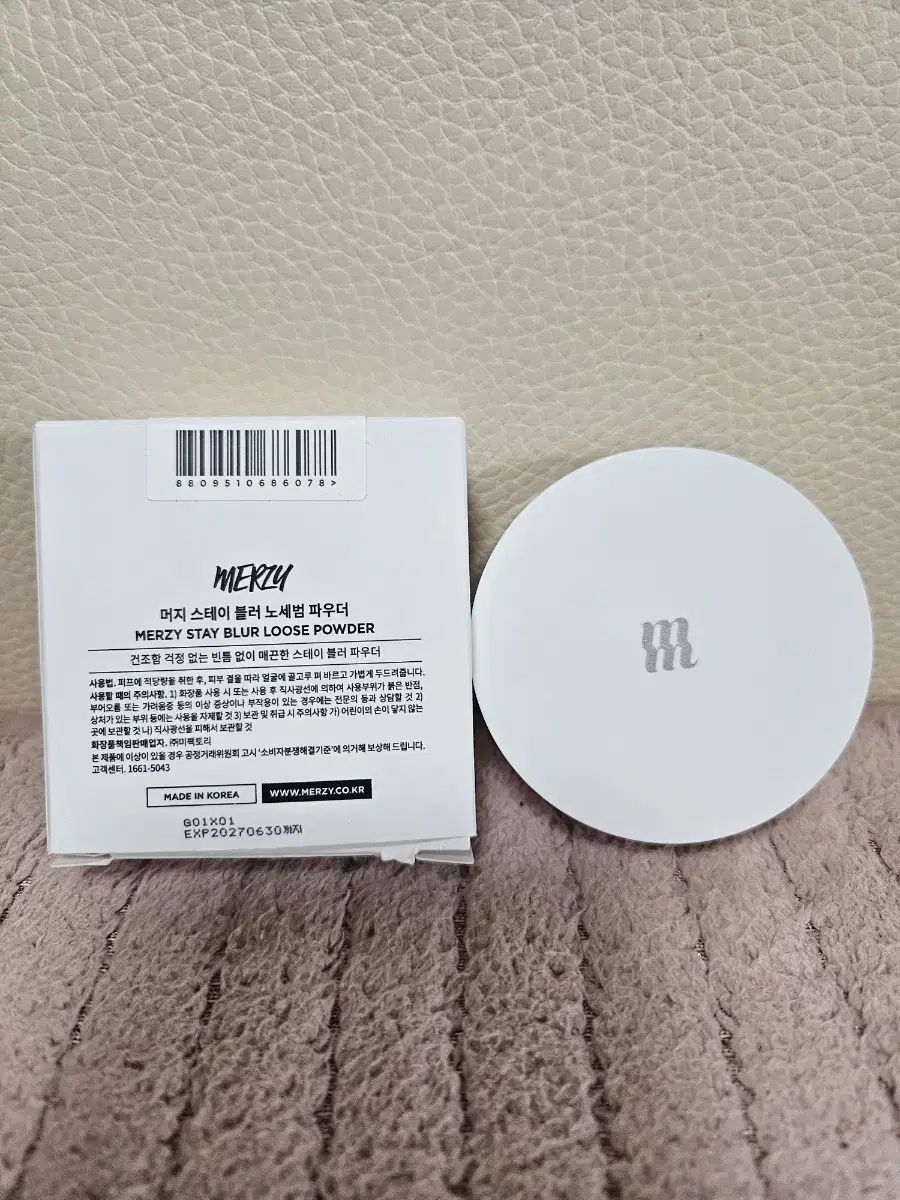 8809510686078>
MERZY
머지 스테이 블러 노세범 파우더
MERZY STAY BLUR LOOSE POWDER
건조함 걱정 없는 빈틈 없이 매끈한 스테이 블러 파우더
사용법. 퍼프에 적당량을 취한 후, 피부 결을 따라 얼굴에 골고루 펴 바르고 가볍게 두드려줍니다.
사용할 때의 주의사항. 1) 화장품 사용 시 또는 사용 후 직사광선에 의하여 사용부위가 붉은 반점,
부어오름 또는 가려움증 등의 이상 증상이나 부작용이 있는 경우에는 전문의 등과 상담할 것 2)
상처가 있는 부위 등에는 사용을 자제할 것 3) 보관 및 취급 시 주의사항 가) 어린이의 손이 닿지 않는
곳에 보관할 것 나) 직사광선을 피해서 보관할 것
화장품책임판매업자. ㈜미팩토리
본 제품에 이상이 있을 경우 공정거래위원회 고시 '소비자분쟁해결기준'에 의거해 보상해 드립니다.
고객센터. 1661-5043
MADE IN KOREA WWW.MERZY.CO.KR
G01X01
EXP20270630까지
m